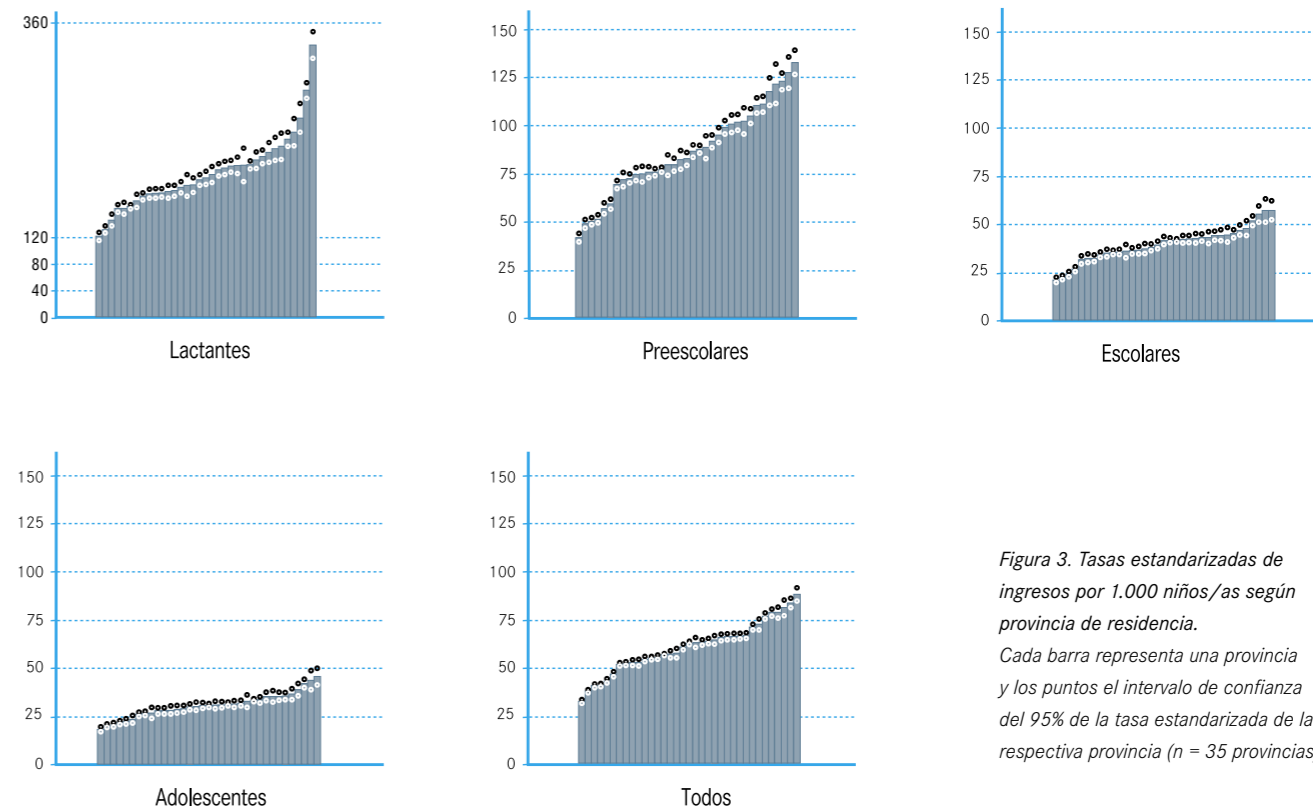 360
120
80
40
0
Lactantes
150
125
100
75
50
25
0
Preescolares
150
125
100
75
50
25
0
Escolares
150
125
100
75
50
25
0
Adolescentes
150
125
100
75
50
25
0
Todos
Figura 3. Tasas estandarizadas de
ingresos por 1.000 niños/as según
provincia de residencia.
Cada barra representa una provincia
y los puntos el intervalo de confianza
del 95% de la tasa estandarizada de la
respectiva provincia (n = 35 provincias